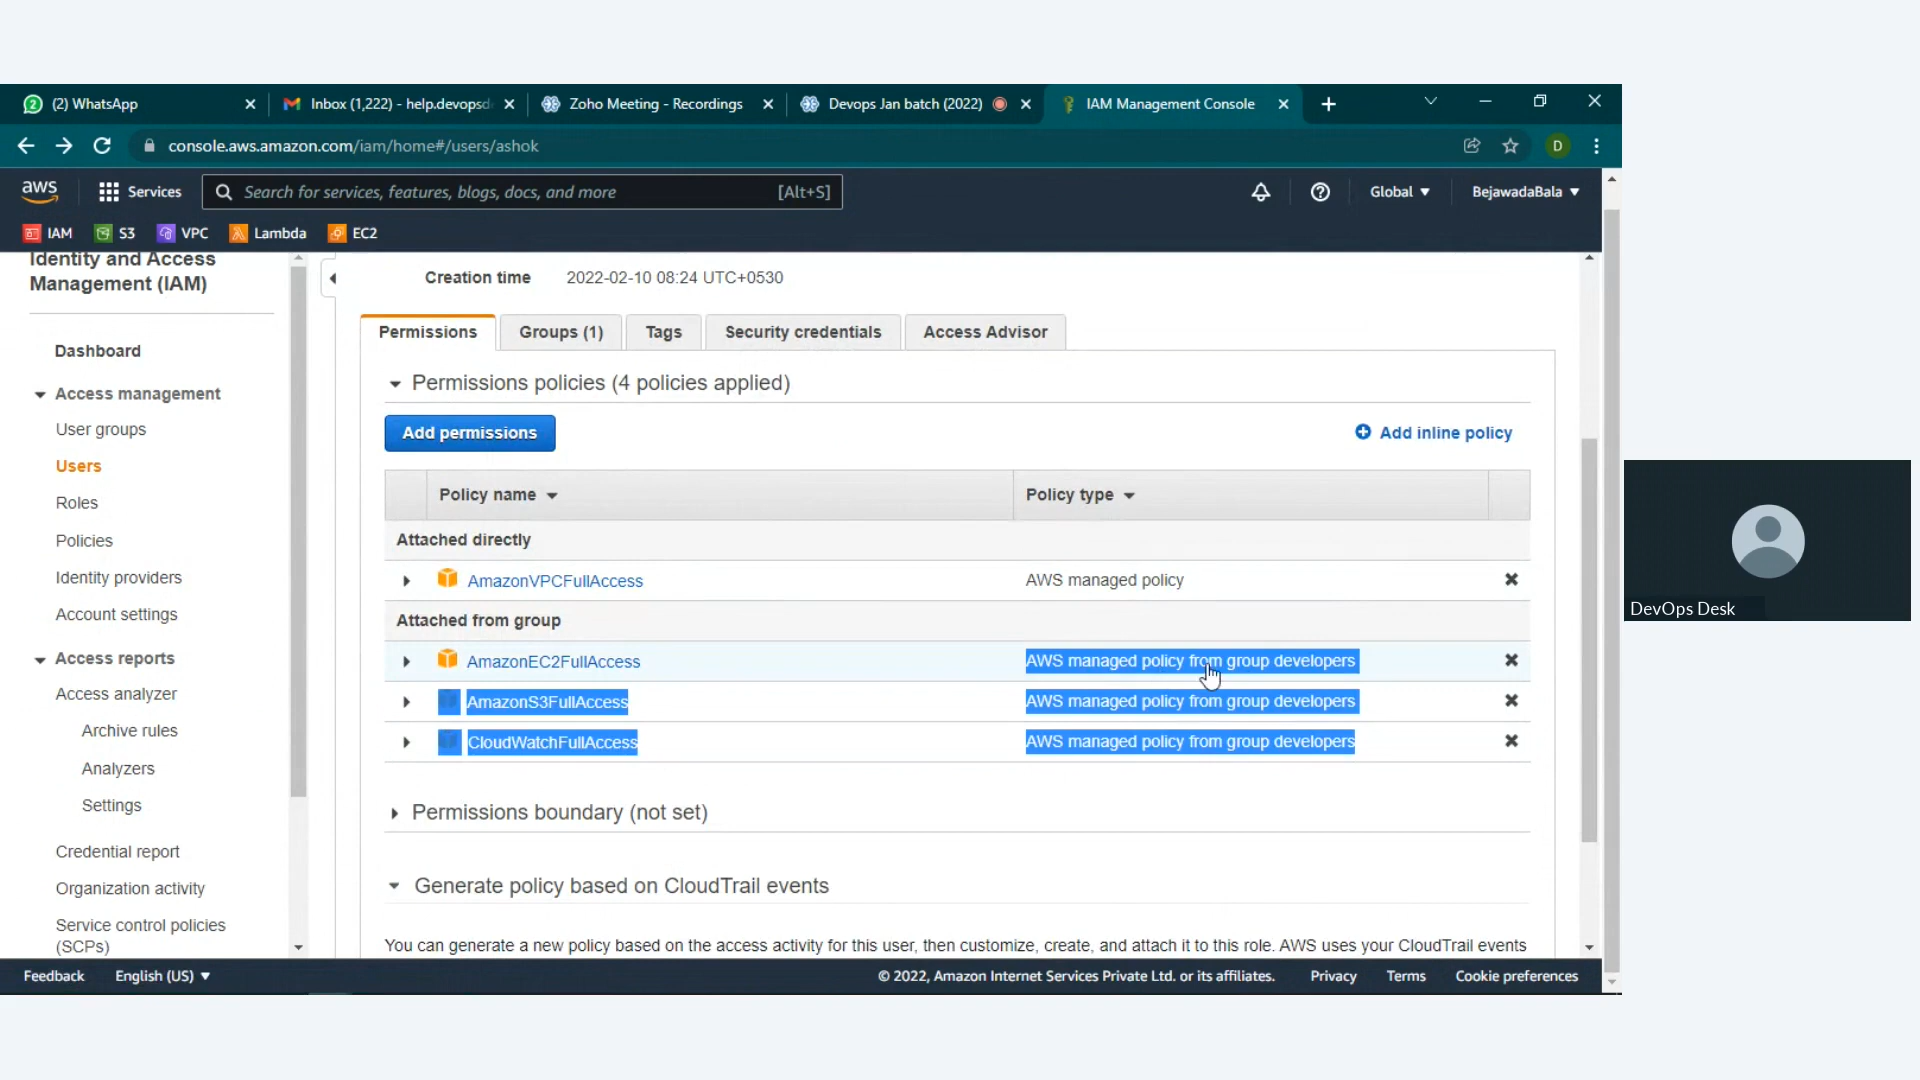 (2) WhatsApp
Inbox (1,222) - help.devopsd
Zoho Meeting - Recordings
Devops Jan batch (2022)
IAM Management Console
console.aws.amazon.com/iam/home#/users/ashok
D
aws
Services
Search for services, features, blogs, docs, and more
[Alt+S]
Global
BejawadaBala
IAM
S3
VPC
Lambda
EC2
Identity and Access
Management (IAM)
Dashboard
Access management
User groups
Users
Roles
Policies
Identity providers
Account settings
Access reports
Access analyzer
Archive rules
Analyzers
Settings
Credential report
Organization activity
Service control policies
(SCPs)
Creation time 2022-02-10 08:24 UTC+0530
Permissions
Groups (1)
Tags
Security credentials
Access Advisor
Permissions policies (4 policies applied)
Add permissions
Add inline policy
Policy name
Policy type
Attached directly
AmazonVPCFullAccess
AWS managed policy
Attached from group
AmazonEC2FullAccess
AWS managed policy from group developers
AmazonS3FullAccess
AWS managed policy from group developers
CloudWatchFullAccess
AWS managed policy from group developers
Permissions boundary (not set)
Generate policy based on CloudTrail events
You can generate a new policy based on the access activity for this user, then customize, create, and attach it to this role. AWS uses your CloudTrail events
Feedback
English (US)
© 2022, Amazon Internet Services Private Ltd. or its affiliates.
Privacy
Terms
Cookie preferences
DevOps Desk